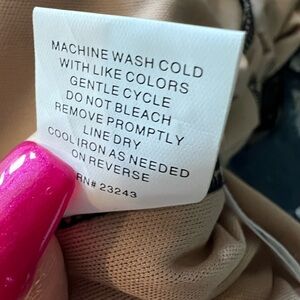 MACHINE WASH COLD
WITH LIKE COLORS
GENTLE CYCLE
DO NOT BLEACH
REMOVE PROMPTLY
LINE DRY
COOL IRON AS NEEDED
ON REVERSE
RN# 23243